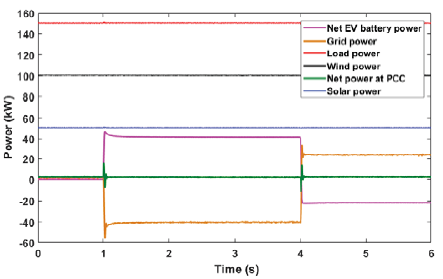 160
140
120
100
80
60
40
20
0
-20
-40
-60
Power (kW)
Net EV battery power
Grid power
Load power
Wind power
Net power at PCC
Solar power
0 1 2 3 4 5 6
Time (s)